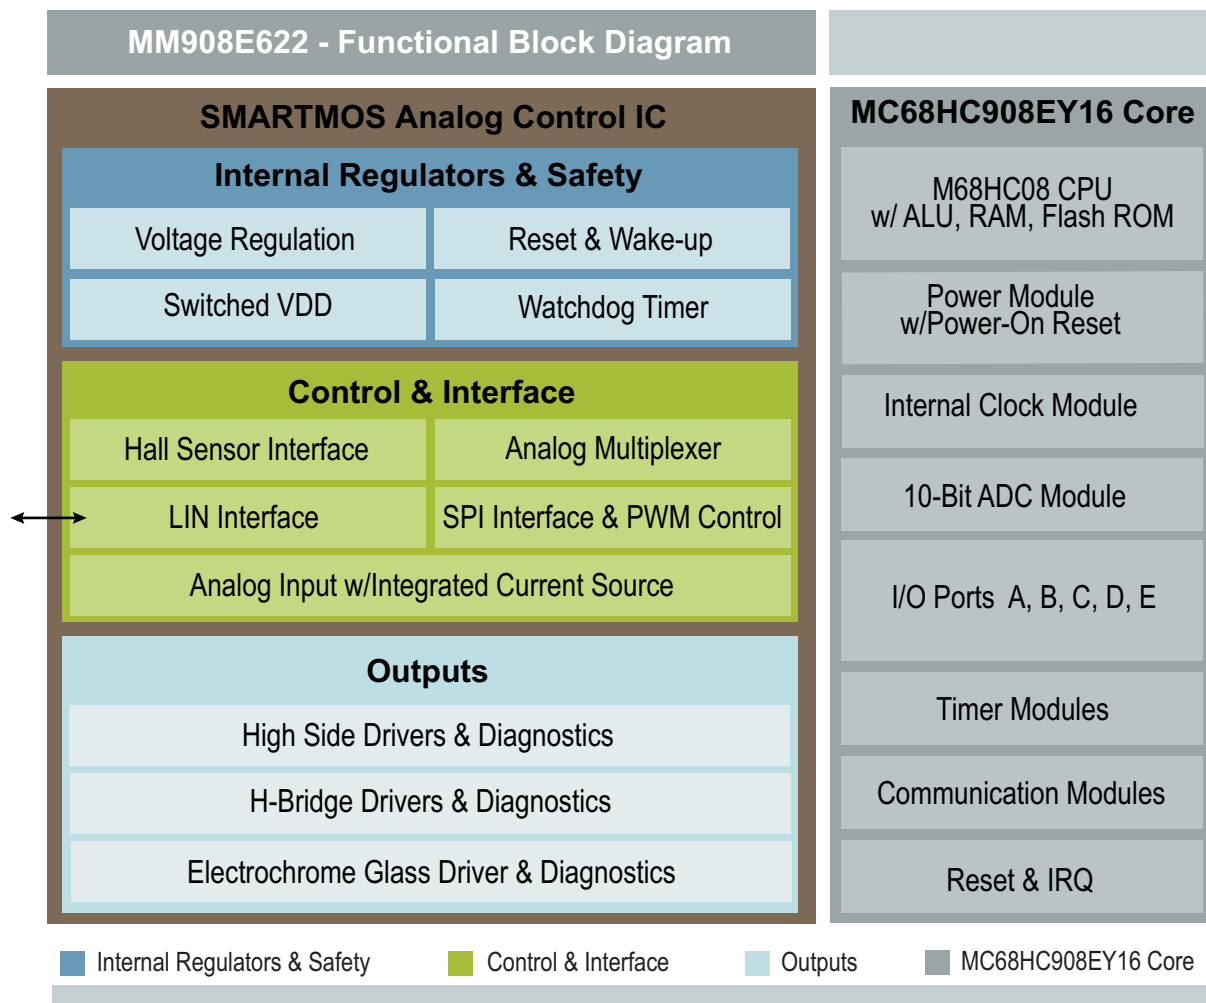 MM908E622 - Functional Block Diagram
SMARTMOS Analog Control IC
Internal Regulators & Safety
Voltage Regulation
Reset & Wake-up
Switched VDD
Watchdog Timer
Control & Interface
Hall Sensor Interface
Analog Multiplexer
LIN Interface
SPI Interface & PWM Control
Analog Input w/Integrated Current Source
Outputs
High Side Drivers & Diagnostics
H-Bridge Drivers & Diagnostics
Electrochrome Glass Driver & Diagnostics
MC68HC908EY16 Core
M68HC08 CPU
w/ ALU, RAM, Flash ROM
Power Module
w/Power-On Reset
Internal Clock Module
10-Bit ADC Module
I/O Ports A, B, C, D, E
Timer Modules
Communication Modules
Reset & IRQ
Internal Regulators & Safety
Control & Interface
Outputs
MC68HC908EY16 Core